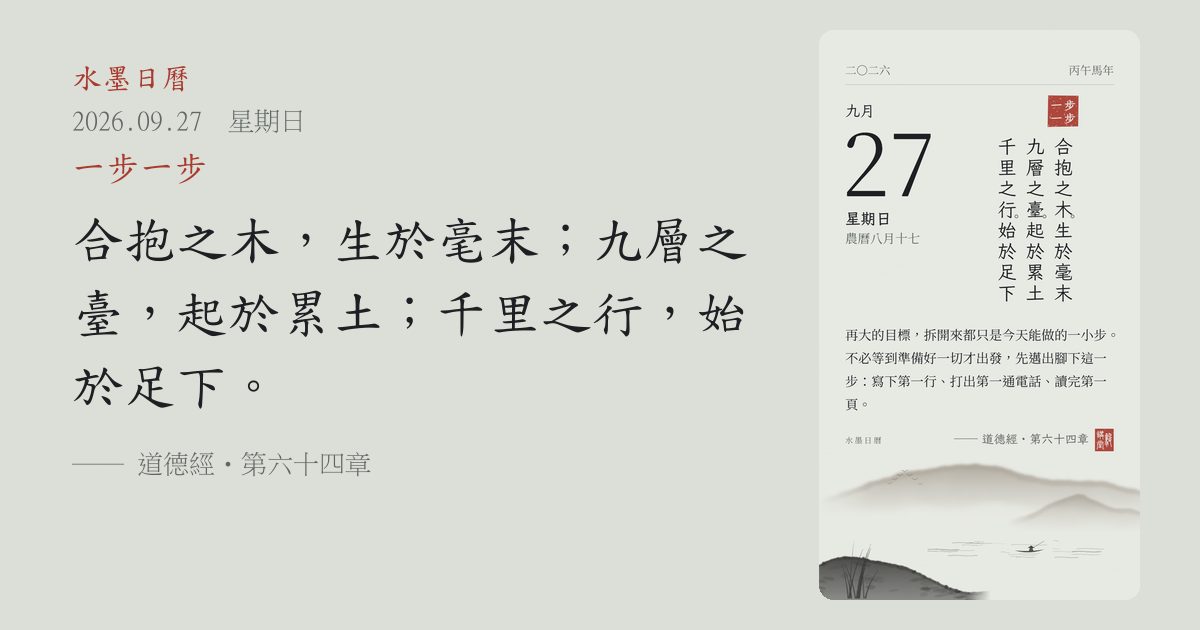 水墨日曆
2026.09.27 星期日
一步一步
合抱之木，生於毫末；九層之
臺，起於累土；千里之行，始
於足下。
—— 道德經・第六十四章
二〇二六
丙午馬年
九月
27
星期日
農曆八月十七
一步一步
合抱之木。生於毫末
九層之臺。起於累土
千里之行。始於足下
再大的目標，拆開來都只是今天能做的一小步。
不必等到準備好一切才出發，先邁出腳下這一
步：寫下第一行、打出第一通電話、讀完第一
頁。
水墨日曆
—— 道德經・第六十四章